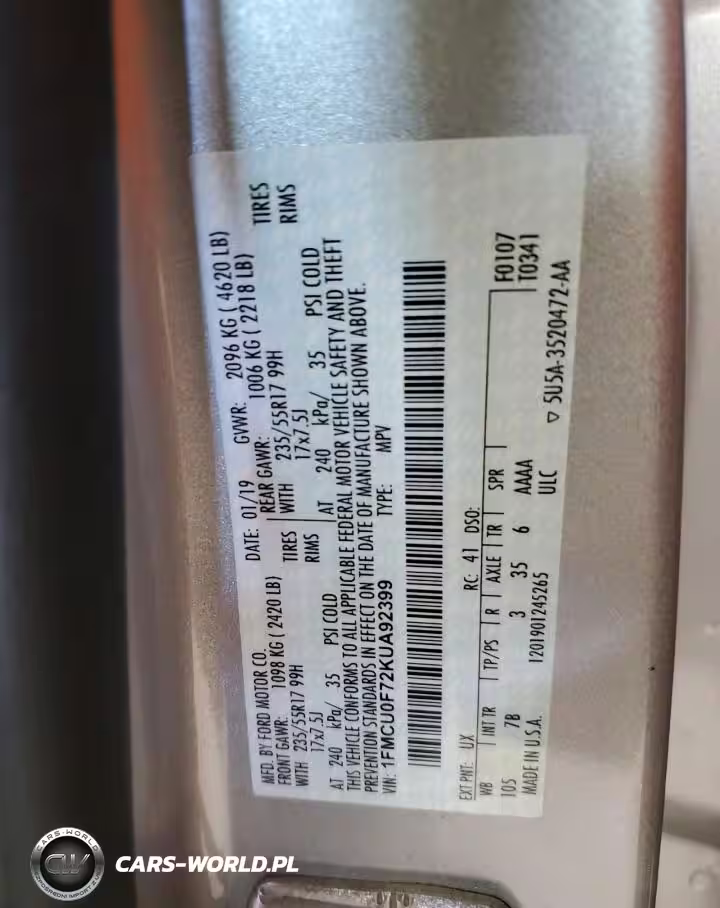 MFD. BY FORD MOTOR CO.
DATE: 01/19
GVWR: 2096 KG ( 4620 LB)
FRONT GAWR: 1098 KG ( 2420 LB)
REAR GAWR: 1006 KG ( 2218 LB)
WITH 235/55R17 99H TIRES
WITH 235/55R17 99H TIRES
17x7.5J RIMS
17x7.5J RIMS
AT 240 kPa/ 35 PSI COLD
AT 240 kPa/ 35 PSI COLD
THIS VEHICLE CONFORMS TO ALL APPLICABLE FEDERAL MOTOR VEHICLE SAFETY AND THEFT
PREVENTION STANDARDS IN EFFECT ON THE DATE OF MANUFACTURE SHOWN ABOVE.
VIN: 1FMCU0F72KUA92399
TYPE: MPV
EXT PNT: UX RC: 41 DSO: F0107
WB INT TR TP/PS R AXLE TR SPR T0341
105 7B 3 35 6 AAAA
MADE IN U.S.A. 1201901245265 ULC
▽ 5U5A-3520472-AA
CARS-WORLD
CW
CARS-WORLD.PL